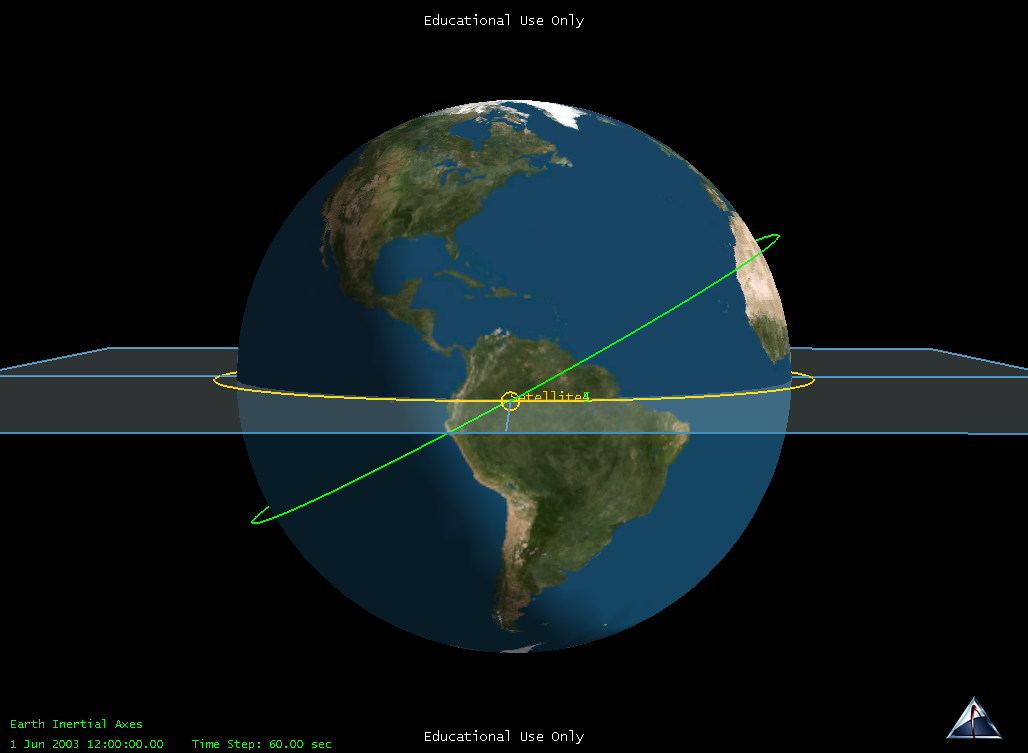 Educational Use Only
Satellite4
Earth Inertial Axes
1 Jun 2003 12:00:00.00 Time Step: 60.00 sec
Educational Use Only